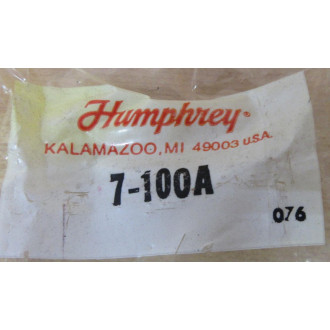 Humphrey®
KALAMAZOO, MI 49003 U.S.A.
7-100A
076